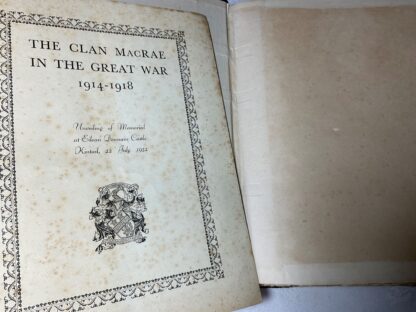 THE CLAN MACRAE
IN THE GREAT WAR
1914-1918
Unveiling of Memorial
at Eilean Donnan Castle
Kintail, 22 July 1932